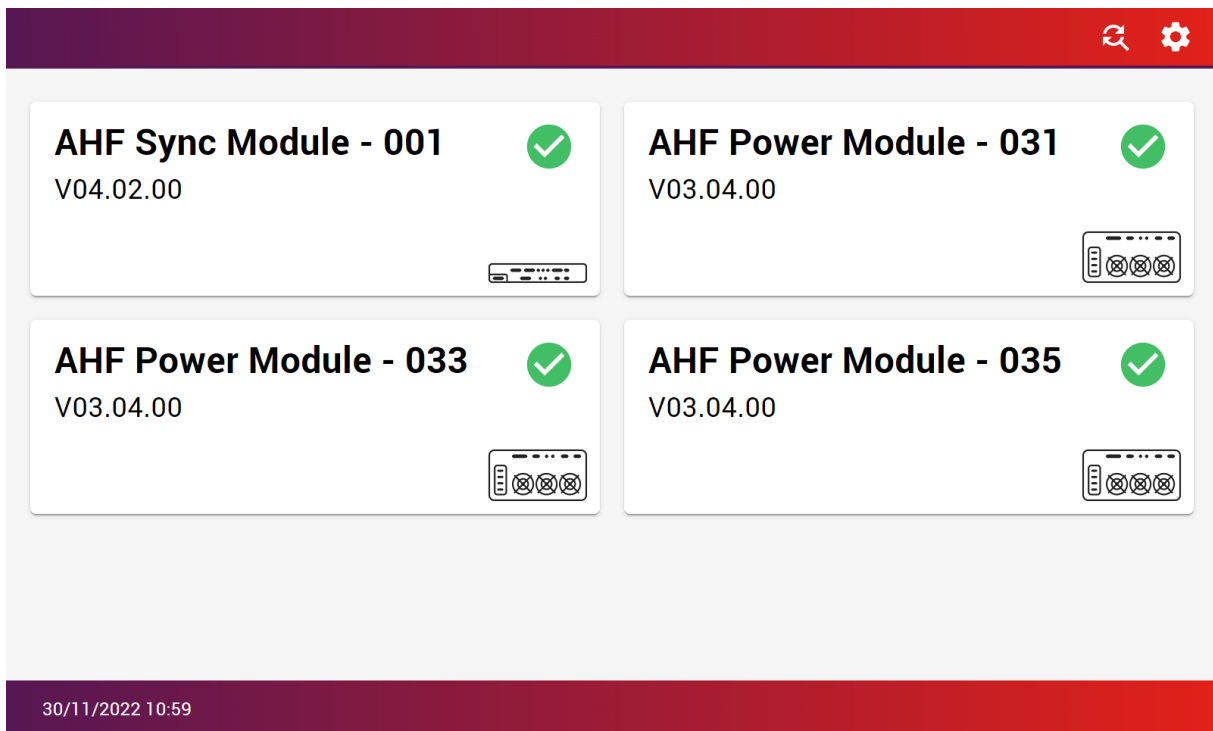 AHF Sync Module - 001
V04.02.00
AHF Power Module - 031
V03.04.00
AHF Power Module - 033
V03.04.00
AHF Power Module - 035
V03.04.00
30/11/2022 10:59